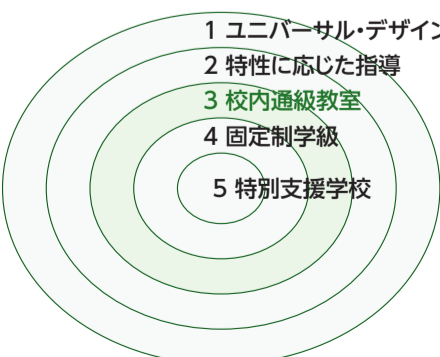 1 ユニバーサル・デザイン
2 特性に応じた指導
3 校内通級教室
4 固定制学級
5 特別支援学校